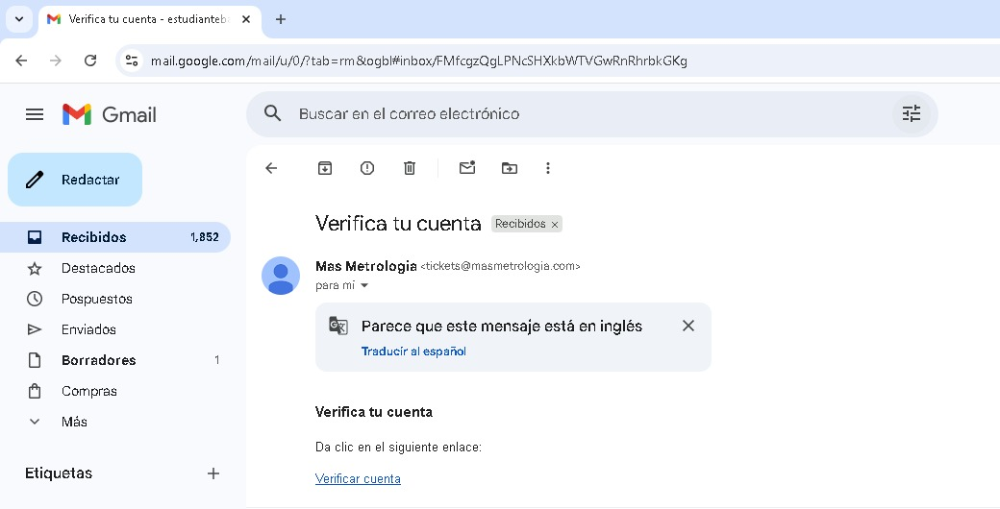 Verifica tu cuenta - estudianteb
mail.google.com/mail/u/0/?tab=rm&ogbl#inbox/FMfcgzQgLPNcSHXkbWTVGwRnRhrbkGKg
Gmail
Buscar en el correo electrónico
Redactar
Verifica tu cuenta
Recibidos
Recibidos 1,852
Mas Metrologia <tickets@masmetrologia.com>
Destacados
para mí
Pospuestos
Parece que este mensaje está en inglés
Enviados
Traducir al español
Borradores 1
Compras
Verifica tu cuenta
Más
Da clic en el siguiente enlace:
Etiquetas
Verificar cuenta